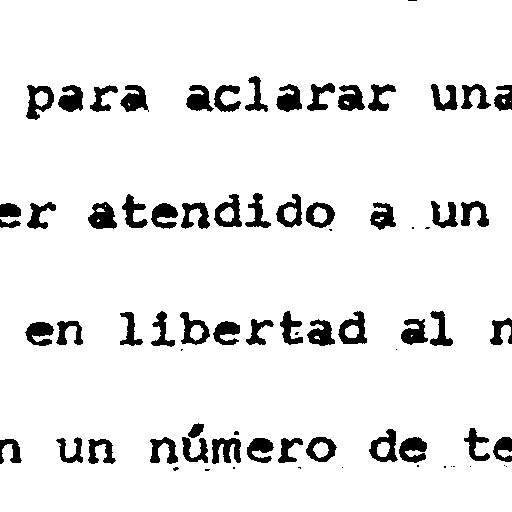 para aclarar una
er atendido a un
en libertad al n
n un número de te